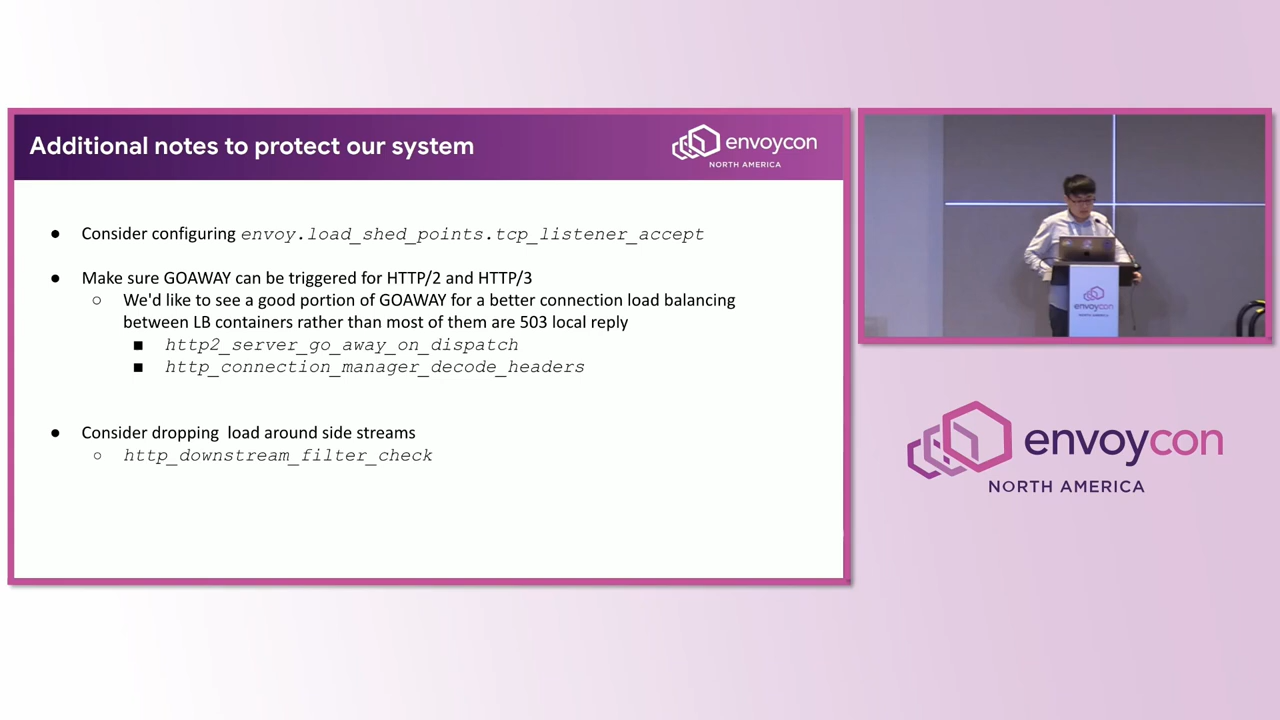 Additional notes to protect our system
envoycon
NORTH AMERICA
● Consider configuring envoy.load_shed_points.tcp_listener_accept
● Make sure GOAWAY can be triggered for HTTP/2 and HTTP/3
○ We'd like to see a good portion of GOAWAY for a better connection load balancing
between LB containers rather than most of them are 503 local reply
■ http2_server_go_away_on_dispatch
■ http_connection_manager_decode_headers
● Consider dropping  load around side streams
○ http_downstream_filter_check
envoycon
envoycon
NORTH AMERICA